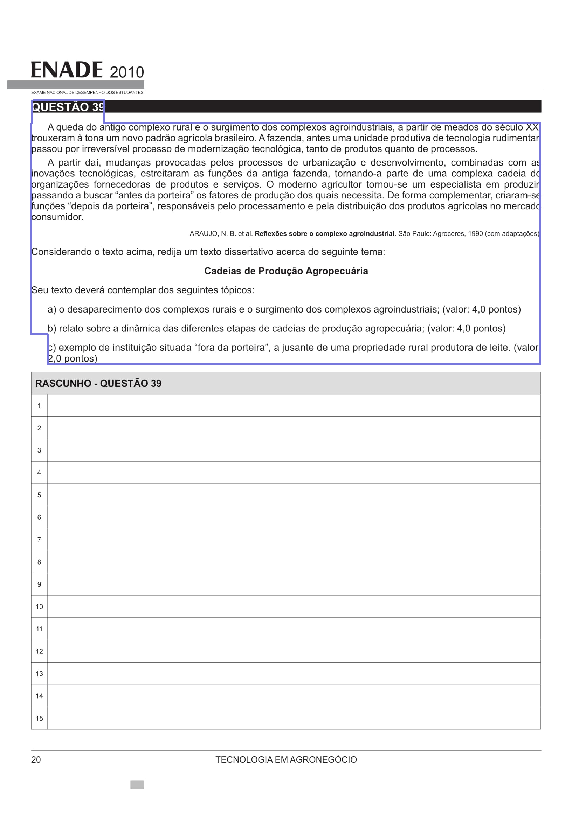 ENADE 2010
EXAME NACIONAL DE DESEMPENHO DOS ESTUDANTES
QUESTÃO 39
A queda do antigo complexo rural e o surgimento dos complexos agroindustriais, a partir de meados do século XX,
trouxeram à tona um novo padrão agrícola brasileiro. A fazenda, antes uma unidade produtiva de tecnologia rudimentar,
passou por irreversível processo de modernização tecnológica, tanto de produtos quanto de processos.
A partir daí, mudanças provocadas pelos processos de urbanização e desenvolvimento, combinadas com as
inovações tecnológicas, estreitaram as funções da antiga fazenda, tornando-a parte de uma complexa cadeia de
organizações fornecedoras de produtos e serviços. O moderno agricultor tornou-se um especialista em produzir,
passando a buscar “antes da porteira” os fatores de produção dos quais necessita. De forma complementar, criaram-se
funções “depois da porteira”, responsáveis pelo processamento e pela distribuição dos produtos agrícolas no mercado
consumidor.
ARAUJO, N. B. et al. Reflexões sobre o complexo agroindustrial. São Paulo: Agroceres, 1990 (com adaptações)
Considerando o texto acima, redija um texto dissertativo acerca do seguinte tema:
Cadeias de Produção Agropecuária
Seu texto deverá contemplar dos seguintes tópicos:
a) o desaparecimento dos complexos rurais e o surgimento dos complexos agroindustriais; (valor: 4,0 pontos)
b) relato sobre a dinâmica das diferentes etapas de cadeias de produção agropecuária; (valor: 4,0 pontos)
c) exemplo de instituição situada “fora da porteira”, a jusante de uma propriedade rural produtora de leite. (valor:
2,0 pontos)
RASCUNHO - QUESTÃO 39
1
2
3
4
5
6
7
8
9
10
11
12
13
14
15
20 TECNOLOGIA EM AGRONEGÓCIO